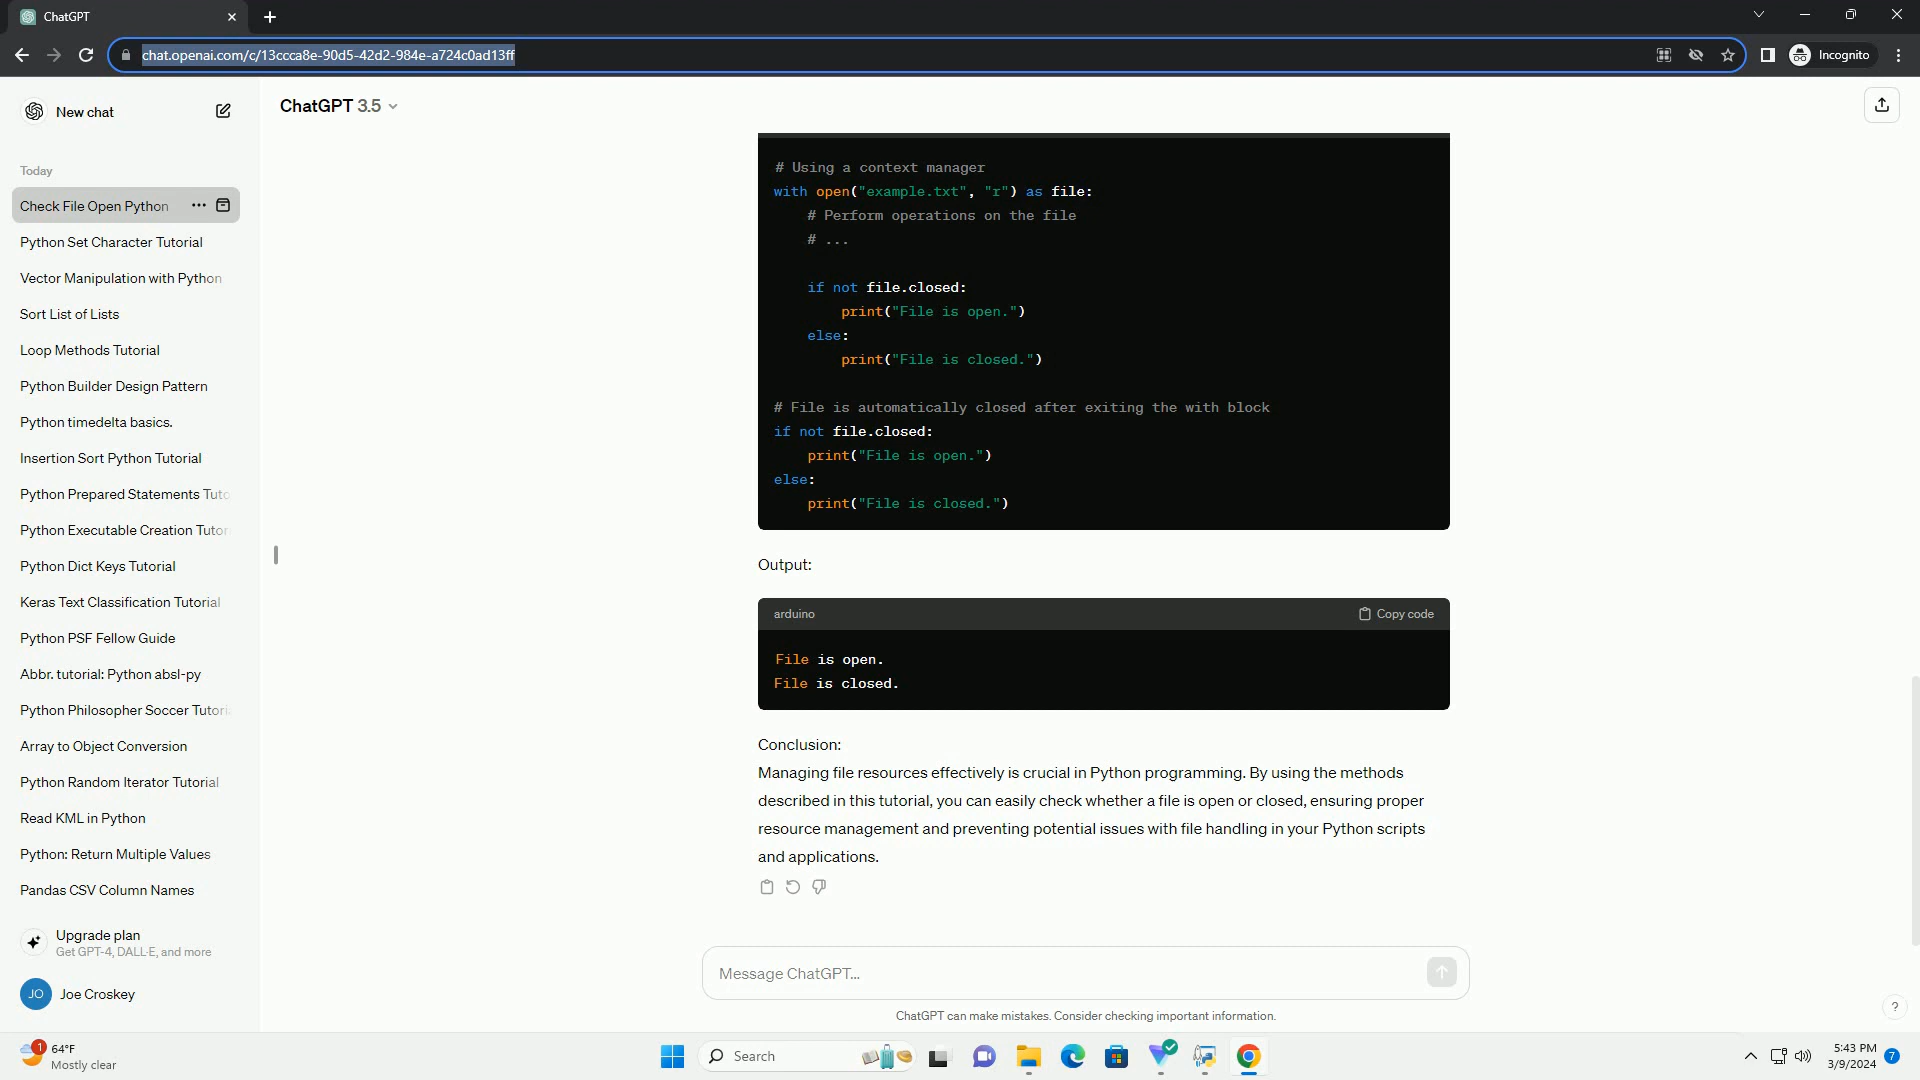 ChatGPT
chat.openai.com/c/13ccca8e-90d5-42d2-984e-a724c0ad13ff
Incognito
New chat
ChatGPT 3.5
Today
Check File Open Python
Python Set Character Tutorial
Vector Manipulation with Python
Sort List of Lists
Loop Methods Tutorial
Python Builder Design Pattern
Python timedelta basics.
Insertion Sort Python Tutorial
Python Prepared Statements Tuto
Python Executable Creation Tutor
Python Dict Keys Tutorial
Keras Text Classification Tutorial
Python PSF Fellow Guide
Abbr. tutorial: Python absl-py
Python Philosopher Soccer Tutori
Array to Object Conversion
Python Random Iterator Tutorial
Read KML in Python
Python: Return Multiple Values
Pandas CSV Column Names
Upgrade plan
Get GPT-4, DALL·E, and more
JO Joe Croskey
# Using a context manager
with open("example.txt", "r") as file:
# Perform operations on the file
# ...
if not file.closed:
print("File is open.")
else:
print("File is closed.")
# File is automatically closed after exiting the with block
if not file.closed:
print("File is open.")
else:
print("File is closed.")
Output:
arduino Copy code
File is open.
File is closed.
Conclusion:
Managing file resources effectively is crucial in Python programming. By using the methods
described in this tutorial, you can easily check whether a file is open or closed, ensuring proper
resource management and preventing potential issues with file handling in your Python scripts
and applications.
Message ChatGPT...
ChatGPT can make mistakes. Consider checking important information.
?
1
64°F
Mostly clear
Search
5:43 PM
3/9/2024
7